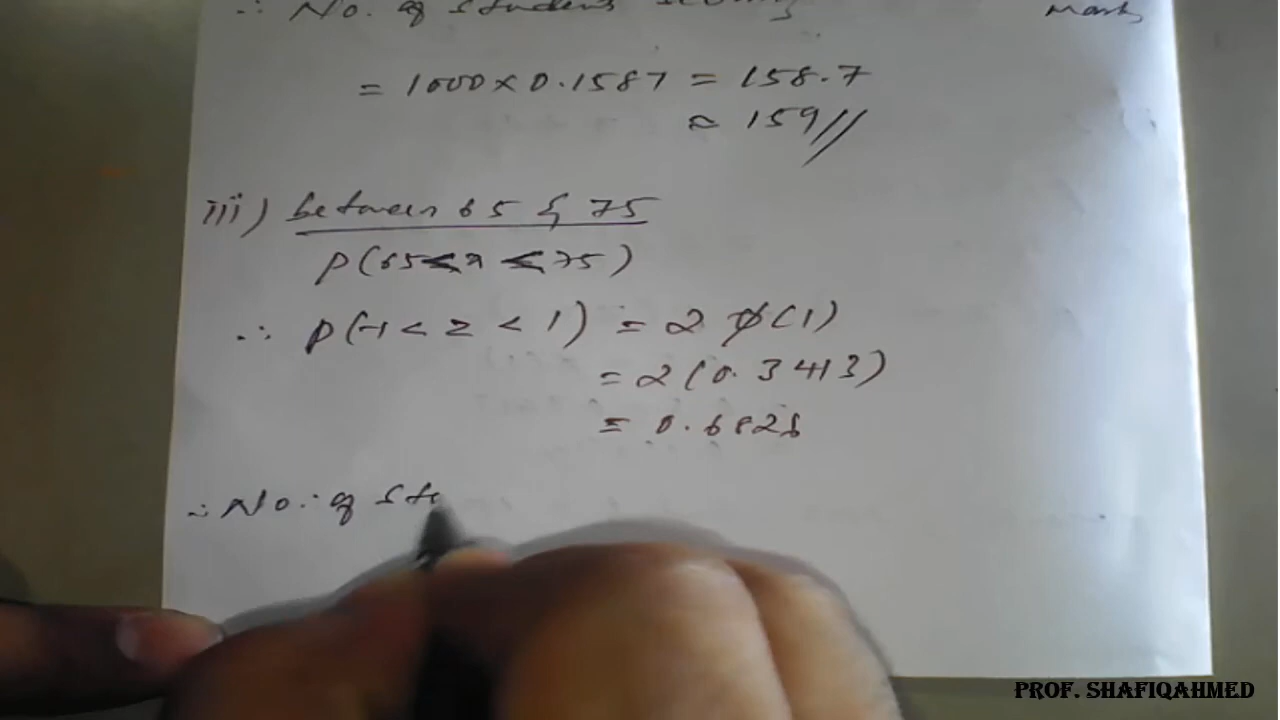 ∴ No. of students scoring marks
= 1000 × 0.1587 = 158.7
≈ 159//
iii) between 65 & 75
P(65 < x < 75)
∴ P(-1 < z < 1) = 2 φ(1)
= 2(0.3413)
= 0.6826
∴ No. of Stu
PROF. SHAFIQAHMED